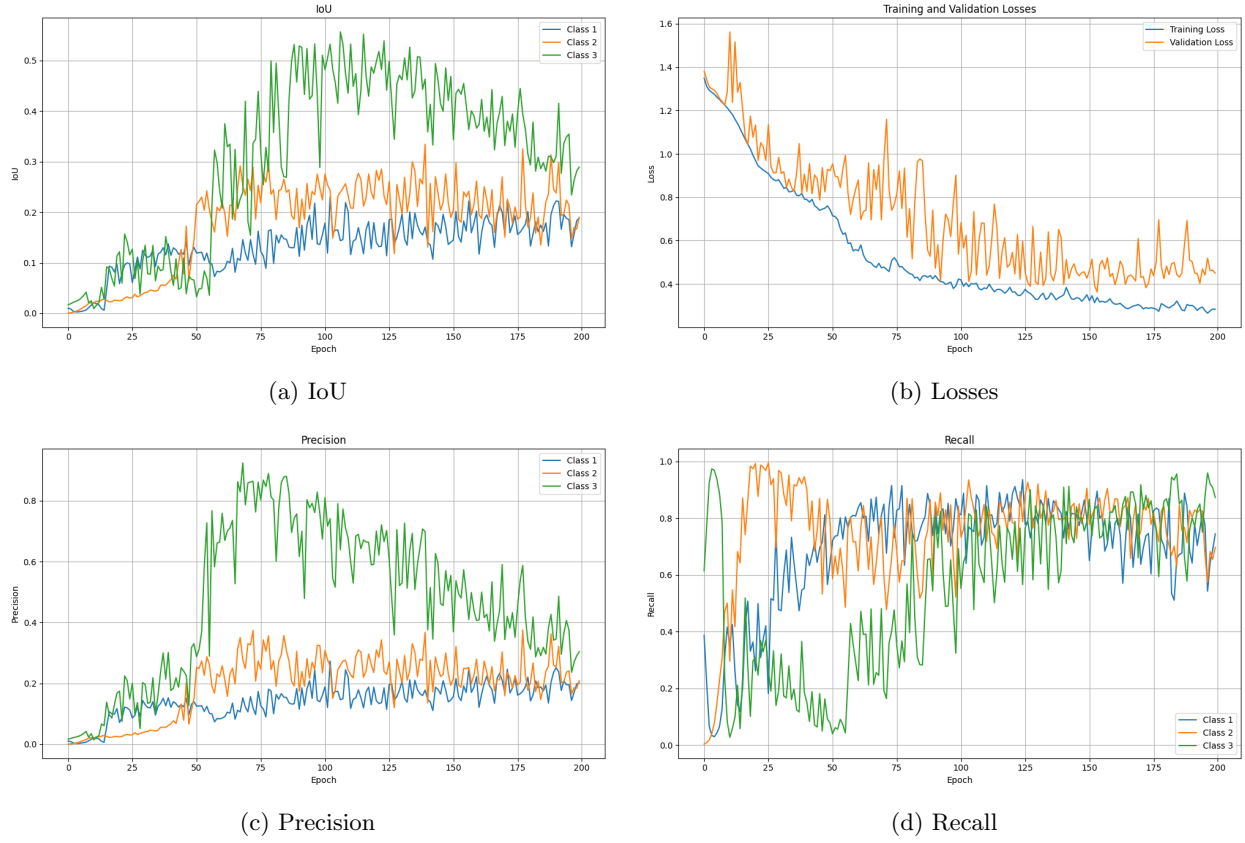 IoU
Class 1
Class 2
Class 3
0.5
0.4
0.3
0.2
0.1
0.0
IoU
0 25 50 75 100 125 150 175 200
Epoch
(a) IoU
Training and Validation Losses
Training Loss
Validation Loss
1.6
1.4
1.2
1.0
0.8
0.6
0.4
Loss
0 25 50 75 100 125 150 175 200
Epoch
(b) Losses
Precision
Class 1
Class 2
Class 3
0.8
0.6
0.4
0.2
0.0
Precision
0 25 50 75 100 125 150 175 200
Epoch
(c) Precision
Recall
1.0
0.8
0.6
0.4
0.2
0.0
Recall
Class 1
Class 2
Class 3
0 25 50 75 100 125 150 175 200
Epoch
(d) Recall